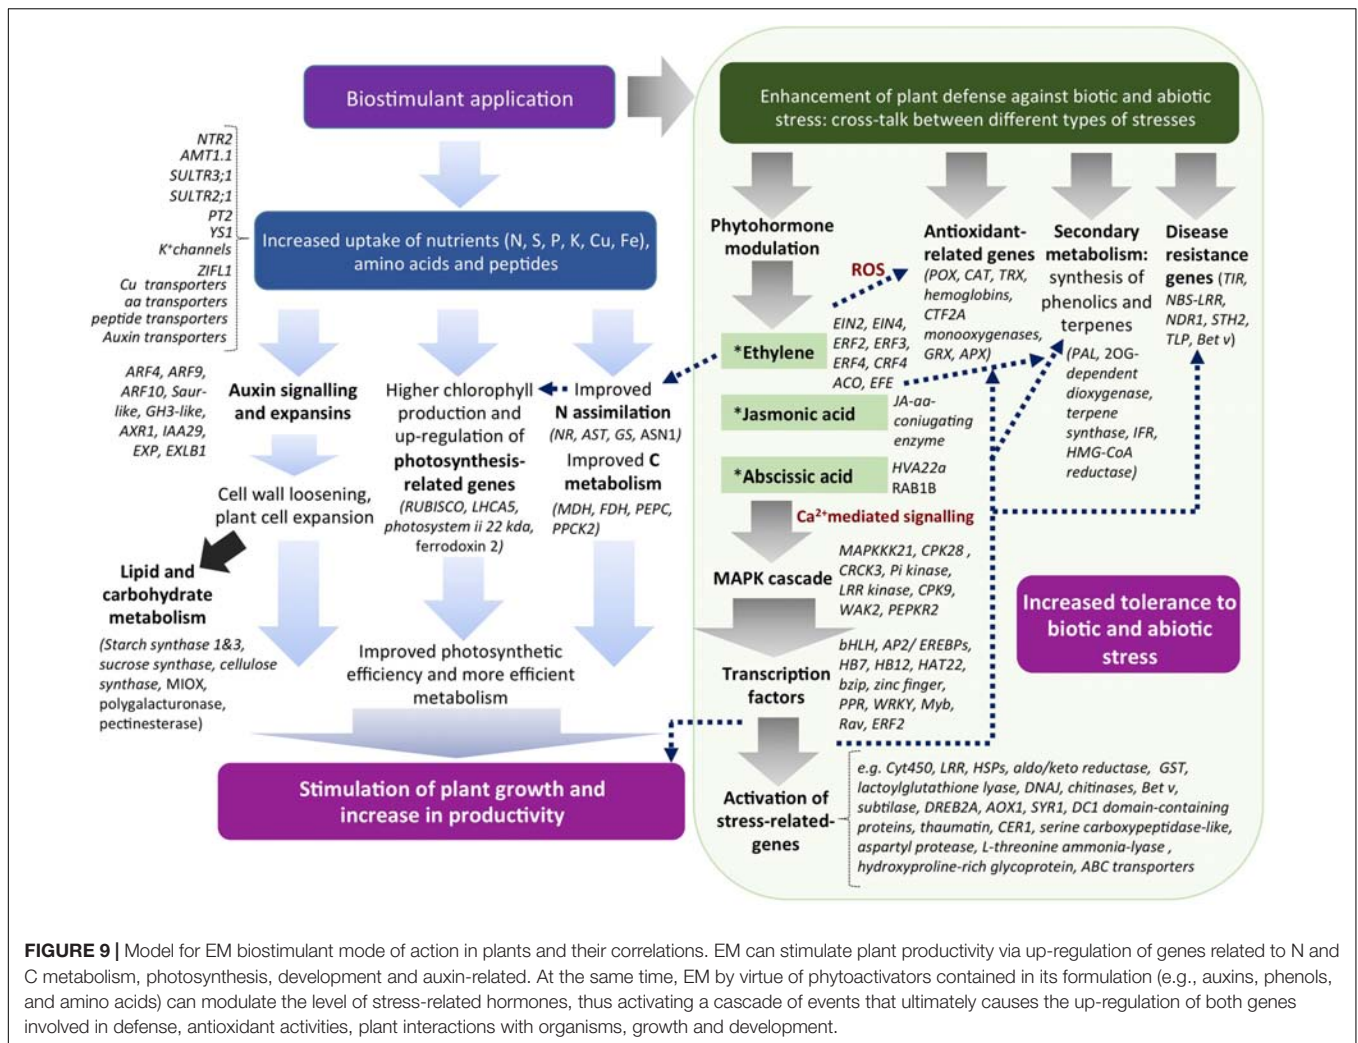 Biostimulant application
Enhancement of plant defense against biotic and abiotic
stress: cross-talk between different types of stresses
NTR2
AMT1.1
SULTR3;1
SULTR2;1
PT2
YS1
K⁺channels
ZIFL1
Cu transporters
aa transporters
peptide transporters
Auxin transporters
Increased uptake of nutrients (N, S, P, K, Cu, Fe),
amino acids and peptides
ARF4, ARF9,
ARF10, Saur-
like, GH3-like,
AXR1, IAA29,
EXP, EXLB1
Auxin signalling
and expansins
Cell wall loosening,
plant cell expansion
Lipid and
carbohydrate
metabolism
(Starch synthase 1&3,
sucrose synthase, cellulose
synthase, MIOX,
polygalacturonase,
pectinesterase)
Higher chlorophyll
production and
up-regulation of
photosynthesis-
related genes
(RUBISCO, LHCA5,
photosystem ii 22 kda,
ferrodoxin 2)
Improved
N assimilation
(NR, AST, GS, ASN1)
Improved C
metabolism
(MDH, FDH, PEPC,
PPCK2)
Improved photosynthetic
efficiency and more efficient
metabolism
Stimulation of plant growth and
increase in productivity
Phytohormone
modulation
ROS
*Ethylene
EIN2, EIN4,
ERF2, ERF3,
ERF4, CRF4
ACO, EFE
*Jasmonic acid
JA-aa-
coniugating
enzyme
*Abscissic acid
HVA22a
RAB1B
Ca²⁺mediated signalling
MAPK cascade
MAPKKK21, CPK28 ,
CRCK3, Pi kinase,
LRR kinase, CPK9,
WAK2, PEPKR2
Transcription
factors
bHLH, AP2/ EREBPs,
HB7, HB12, HAT22,
bzip, zinc finger,
PPR, WRKY, Myb,
Rav, ERF2
Activation of
stress-related-
genes
e.g. Cyt450, LRR, HSPs, aldo/keto reductase, GST,
lactoylglutathione lyase, DNAJ, chitinases, Bet v,
subtilase, DREB2A, AOX1, SYR1, DC1 domain-containing
proteins, thaumatin, CER1, serine carboxypeptidase-like,
aspartyl protease, L-threonine ammonia-lyase ,
hydroxyproline-rich glycoprotein, ABC transporters
Antioxidant-
related genes
(POX, CAT, TRX,
hemoglobins,
CTF2A
monooxygenases,
GRX, APX)
Secondary
metabolism:
synthesis of
phenolics and
terpenes
(PAL, 2OG-
dependent
dioxygenase,
terpene
synthase, IFR,
HMG-CoA
reductase)
Disease
resistance
genes (TIR,
NBS-LRR,
NDR1, STH2,
TLP, Bet v)
Increased tolerance to
biotic and abiotic
stress
FIGURE 9 | Model for EM biostimulant mode of action in plants and their correlations. EM can stimulate plant productivity via up-regulation of genes related to N and
C metabolism, photosynthesis, development and auxin-related. At the same time, EM by virtue of phytoactivators contained in its formulation (e.g., auxins, phenols,
and amino acids) can modulate the level of stress-related hormones, thus activating a cascade of events that ultimately causes the up-regulation of both genes
involved in defense, antioxidant activities, plant interactions with organisms, growth and development.